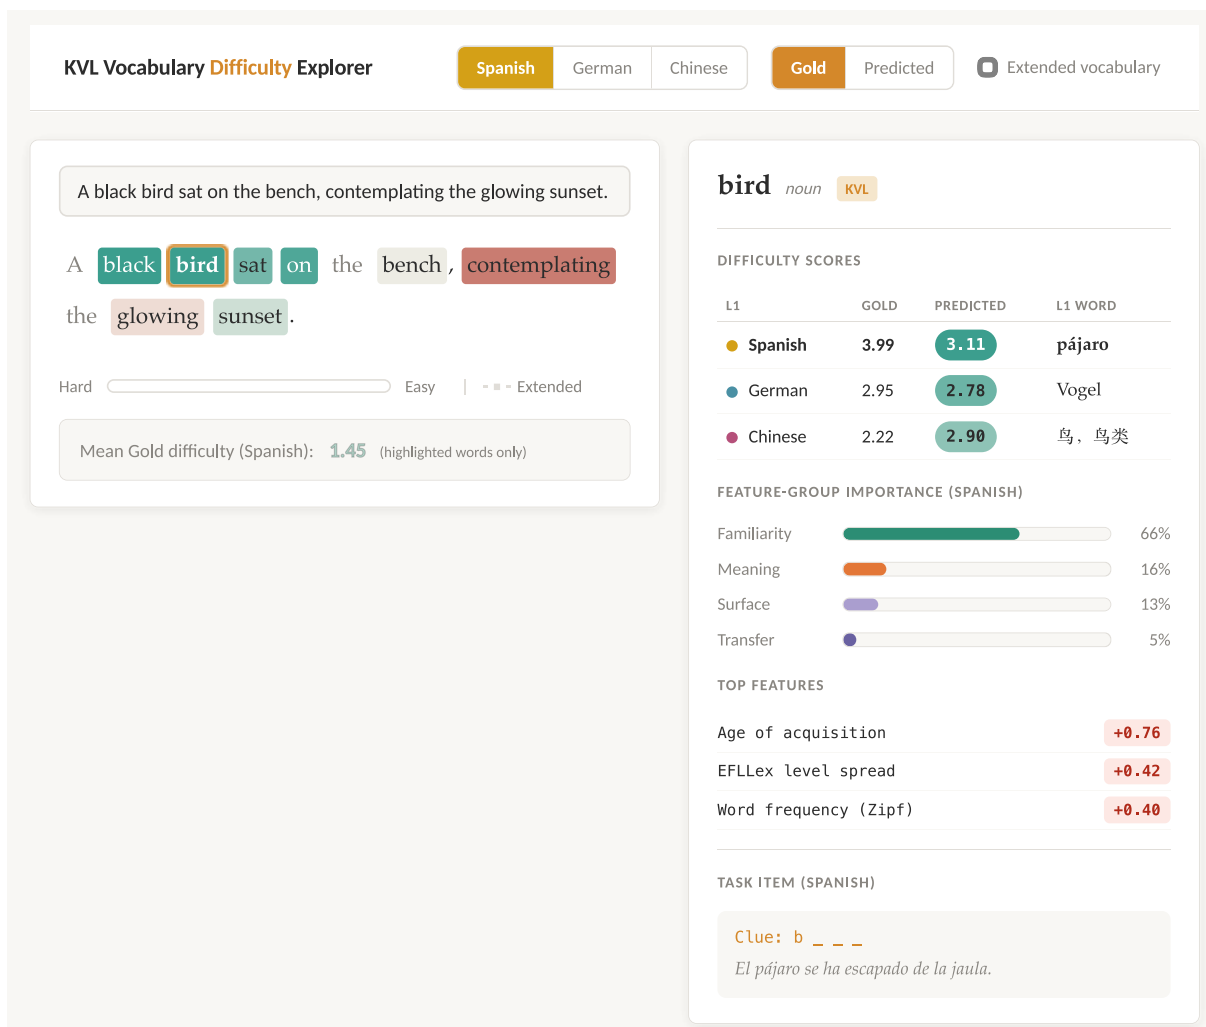 KVL Vocabulary Difficulty Explorer
Spanish German Chinese
Gold Predicted
Extended vocabulary
A black bird sat on the bench, contemplating the glowing sunset.
A black bird sat on the bench, contemplating
the glowing sunset.
Hard Easy Extended
Mean Gold difficulty (Spanish): 1.45 (highlighted words only)
bird noun KVL
DIFFICULTY SCORES
L1 GOLD PREDICTED L1 WORD
Spanish 3.99 3.11 pájaro
German 2.95 2.78 Vogel
Chinese 2.22 2.90 鸟，鸟类
FEATURE-GROUP IMPORTANCE (SPANISH)
Familiarity 66%
Meaning 16%
Surface 13%
Transfer 5%
TOP FEATURES
Age of acquisition +0.76
EFLLex level spread +0.42
Word frequency (Zipf) +0.40
TASK ITEM (SPANISH)
Clue: b _ _ _
El pájaro se ha escapado de la jaula.